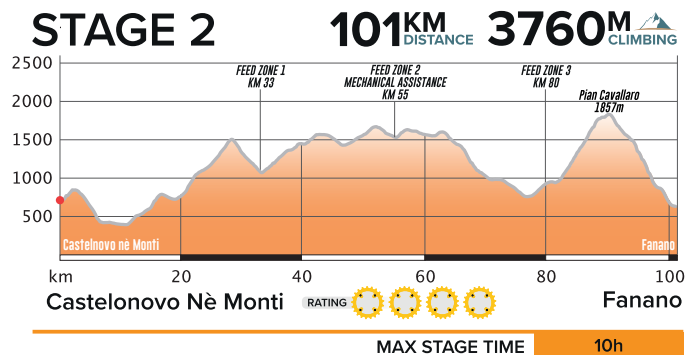 STAGE 2
101KM DISTANCE
3760M CLIMBING
2500
2000
1500
1000
500
FEED ZONE 1
KM 33
FEED ZONE 2
MECHANICAL ASSISTANCE
KM 55
FEED ZONE 3
KM 80
Pian Cavallaro
1857m
Castelnovo nè Monti
Fanano
km 20 40 60 80 100
Castelonovo Nè Monti
RATING
Fanano
MAX STAGE TIME 10h